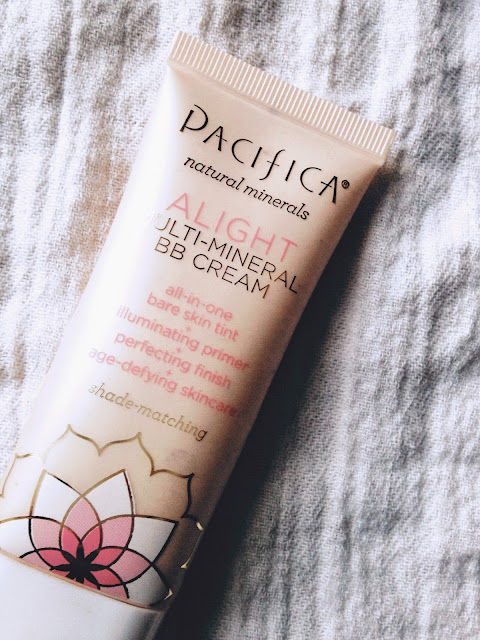 PACIFICA®
natural minerals
ALIGHT
ULTI-MINERAL
BB CREAM
all-in-one
bare skin tint
+
illuminating primer
+
perfecting finish
+
age-defying skincare
shade-matching